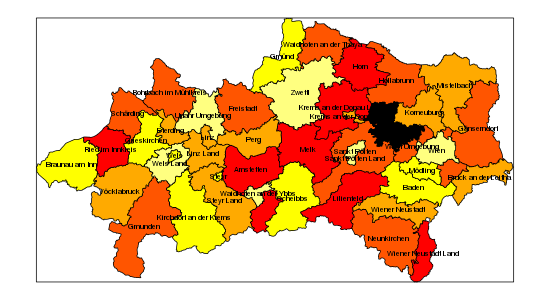 Waidhofen an der Thaya
Gmünd
Horn
Hollabrunn
Mistelbach
Zwettl
Rohrbach im Mühlkreis
Freistadt
Krems an der Donau
Schärding
Urfahr Umgebung
Korneuburg
Gänserndorf
Eferding
Linz
Perg
Grieskirchen
Ried im Innkreis
Melk
Sankt Pölten
Wien Umgebung
Wien
Wels
Linz Land
Sankt Pölten Land
Braunau am Inn
Wels Land
Amstetten
Mödling
Steyr
Bruck an der Leitha
Vöcklabruck
Waidhofen an der Ybbs
Baden
Steyr Land
Scheibbs
Lilienfeld
Wiener Neustadt
Kirchdorf an der Krems
Gmunden
Neunkirchen
Wiener Neustadt Land